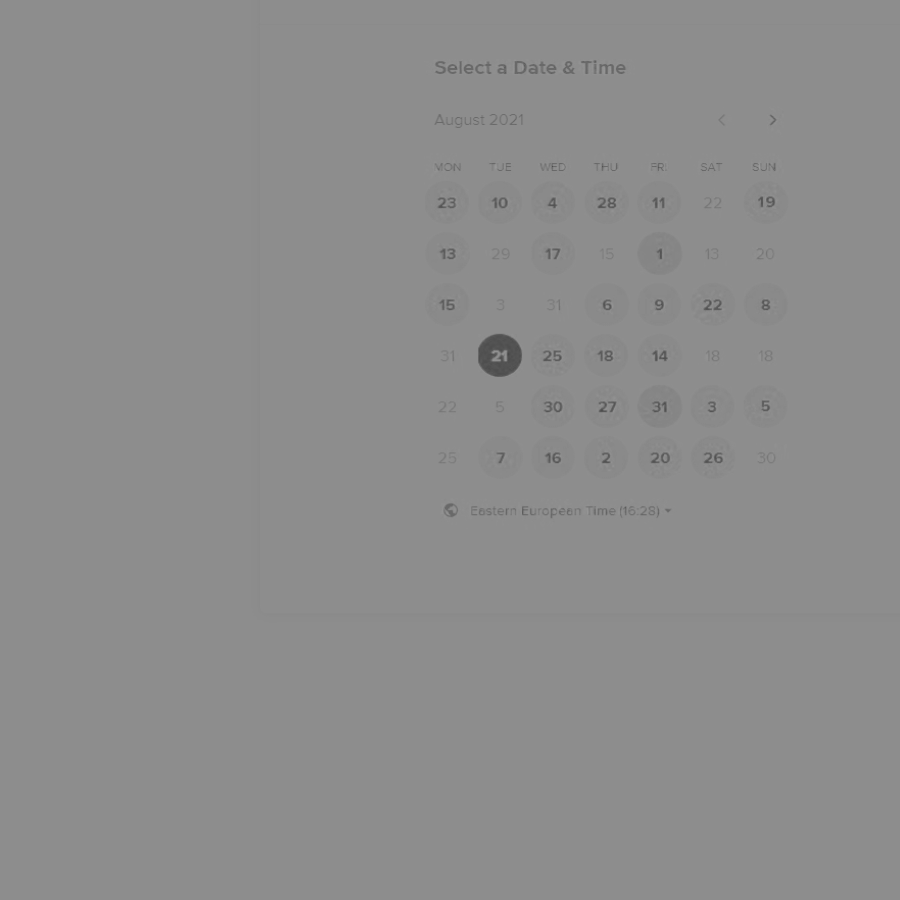 Select a Date & Time
August 2021
MON TUE WED THU FRI SAT SUN
23 10 4 28 11 22 19
13 29 17 15 1 13 20
15 3 31 6 9 22 8
31 21 25 18 14 18 18
22 5 30 27 31 3 5
25 7 16 2 20 26 30
Eastern European Time (16:28)